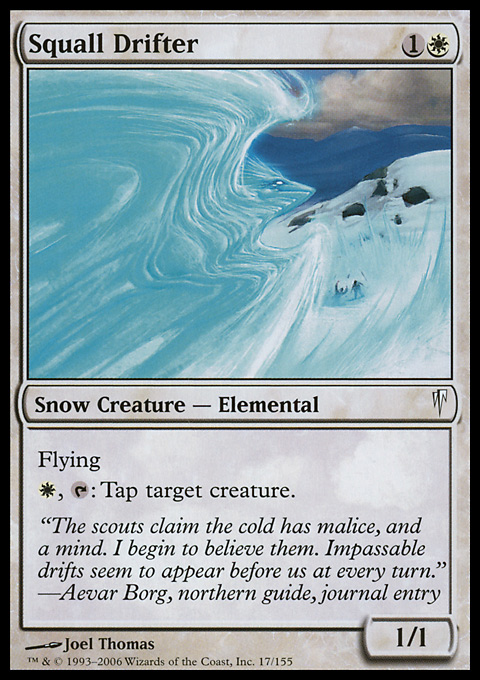 Squall Drifter 1
Snow Creature — Elemental
Flying
, : Tap target creature.
“The scouts claim the cold has malice, and
a mind. I begin to believe them. Impassable
drifts seem to appear before us at every turn.”
—Aevar Borg, northern guide, journal entry
1/1
Joel Thomas
™ & © 1993–2006 Wizards of the Coast, Inc. 17/155